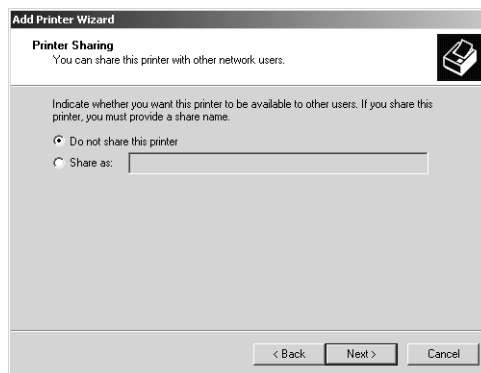 Add Printer Wizard
Printer Sharing
You can share this printer with other network users.
Indicate whether you want this printer to be available to other users. If you share this
printer, you must provide a share name.
Do not share this printer
Share as:
< Back Next > Cancel